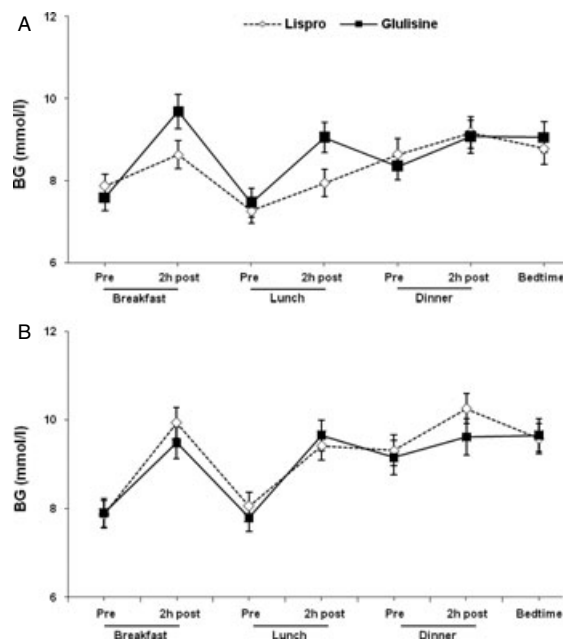 A
Lispro Glulisine
12
10
8
6
BG (mmol/l)
Pre 2h post Pre 2h post Pre 2h post Bedtime
Breakfast Lunch Dinner
B
12
10
8
6
BG (mmol/l)
Pre 2h post Pre 2h post Pre 2h post Bedtime
Breakfast Lunch Dinner